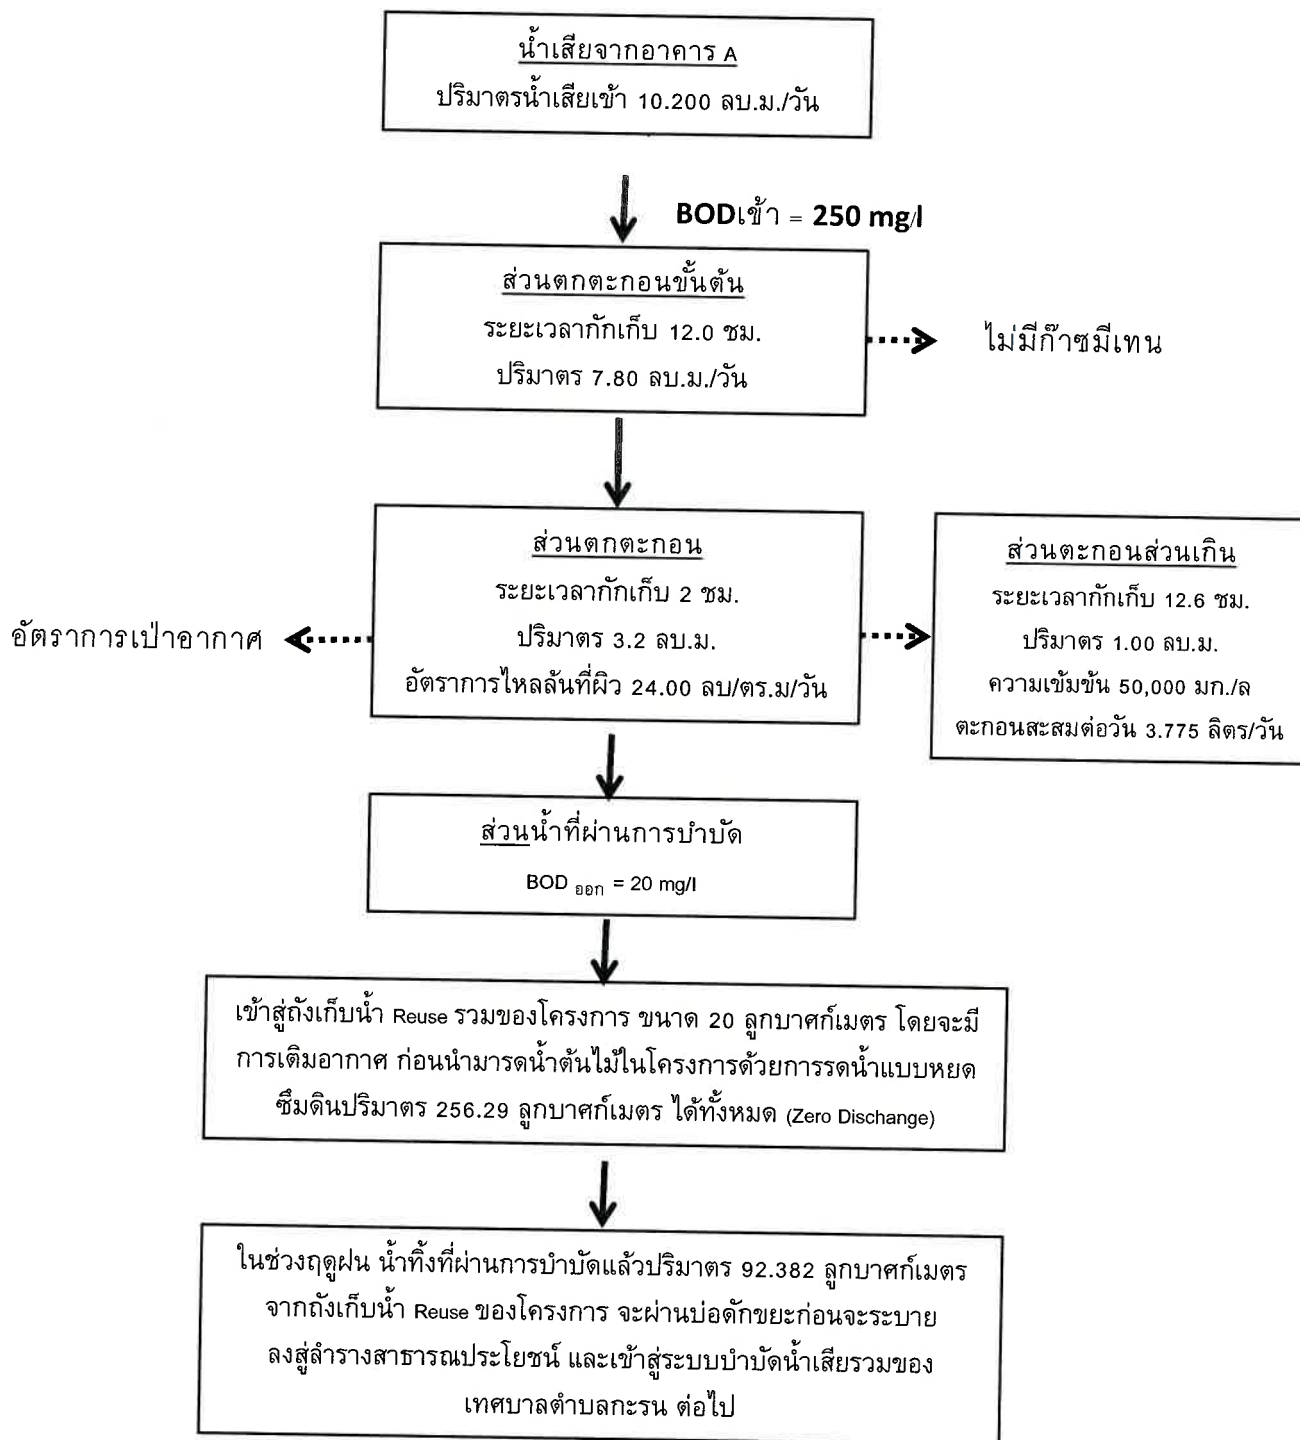 น้ำเสียจากอาคาร A
ปริมาตรน้ำเสียเข้า 10.200 ลบ.ม./วัน
BODเข้า = 250 mg/l
ส่วนตกตะกอนขั้นต้น
ระยะเวลากักเก็บ 12.0 ชม.
ปริมาตร 7.80 ลบ.ม./วัน
ไม่มีก๊าซมีเทน
ส่วนตกตะกอน
ระยะเวลากักเก็บ 2 ชม.
ปริมาตร 3.2 ลบ.ม.
อัตราการไหลล้นที่ผิว 24.00 ลบ/ตร.ม/วัน
อัตราการเป่าอากาศ
ส่วนตะกอนส่วนเกิน
ระยะเวลากักเก็บ 12.6 ชม.
ปริมาตร 1.00 ลบ.ม.
ความเข้มข้น 50,000 มก./ล
ตะกอนสะสมต่อวัน 3.775 ลิตร/วัน
ส่วนน้ำที่ผ่านการบำบัด
BOD ออก = 20 mg/l
เข้าสู่ถังเก็บน้ำ Reuse รวมของโครงการ ขนาด 20 ลูกบาศก์เมตร โดยจะมี
การเติมอากาศ ก่อนนำมารดน้ำต้นไม้ในโครงการด้วยการรดน้ำแบบหยด
ซึมดินปริมาตร 256.29 ลูกบาศก์เมตร ได้ทั้งหมด (Zero Dischange)
ในช่วงฤดูฝน น้ำทิ้งที่ผ่านการบำบัดแล้วปริมาตร 92.382 ลูกบาศก์เมตร
จากถังเก็บน้ำ Reuse ของโครงการ จะผ่านบ่อดักขยะก่อนจะระบาย
ลงสู่ลำรางสาธารณประโยชน์ และเข้าสู่ระบบบำบัดน้ำเสียรวมของ
เทศบาลตำบลกะรน ต่อไป